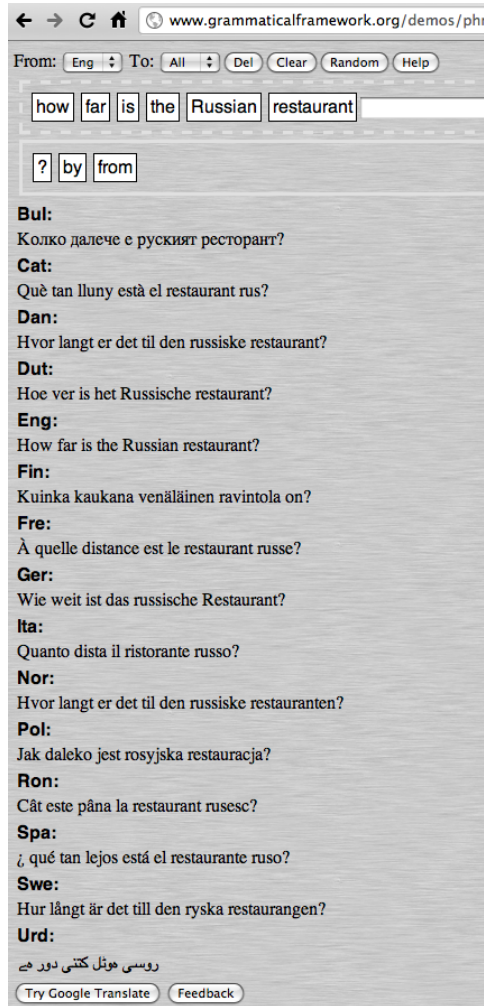 www.grammaticalframework.org/demos/phr
From: Eng To: All Del Clear Random Help
how far is the Russian restaurant
? by from
Bul:
Колко далече е руският ресторант?
Cat:
Què tan lluny està el restaurant rus?
Dan:
Hvor langt er det til den russiske restaurant?
Dut:
Hoe ver is het Russische restaurant?
Eng:
How far is the Russian restaurant?
Fin:
Kuinka kaukana venäläinen ravintola on?
Fre:
À quelle distance est le restaurant russe?
Ger:
Wie weit ist das russische Restaurant?
Ita:
Quanto dista il ristorante russo?
Nor:
Hvor langt er det til den russiske restauranten?
Pol:
Jak daleko jest rosyjska restauracja?
Ron:
Cât este pâna la restaurant rusesc?
Spa:
¿ qué tan lejos está el restaurante ruso?
Swe:
Hur långt är det till den ryska restaurangen?
Urd:
روسی ہوٹل کتنی دور ہے
Try Google Translate Feedback